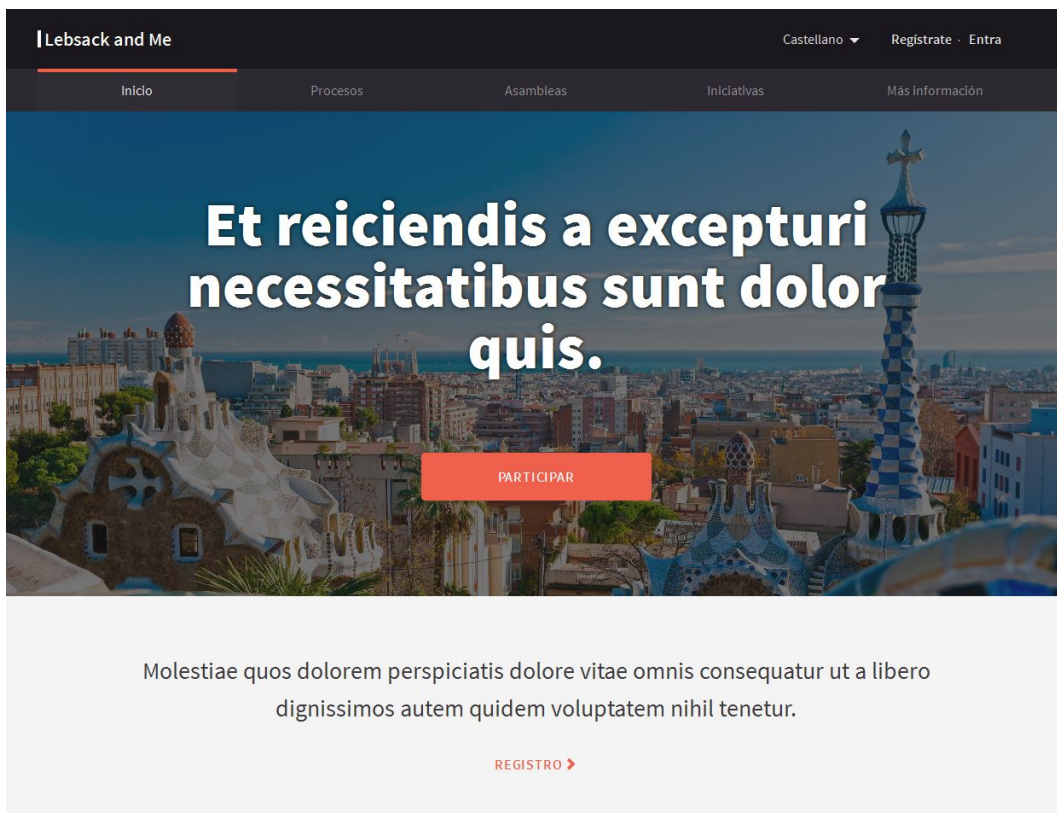 Lebsack and Me
Castellano
Regístrate · Entra
Inicio
Procesos
Asambleas
Iniciativas
Más información
Et reiciendis a excepturi
necessitatibus sunt dolor
quis.
PARTICIPAR
Molestiae quos dolorem perspiciatis dolore vitae omnis consequatur ut a libero
dignissimos autem quidem voluptatem nihil tenetur.
REGISTRO